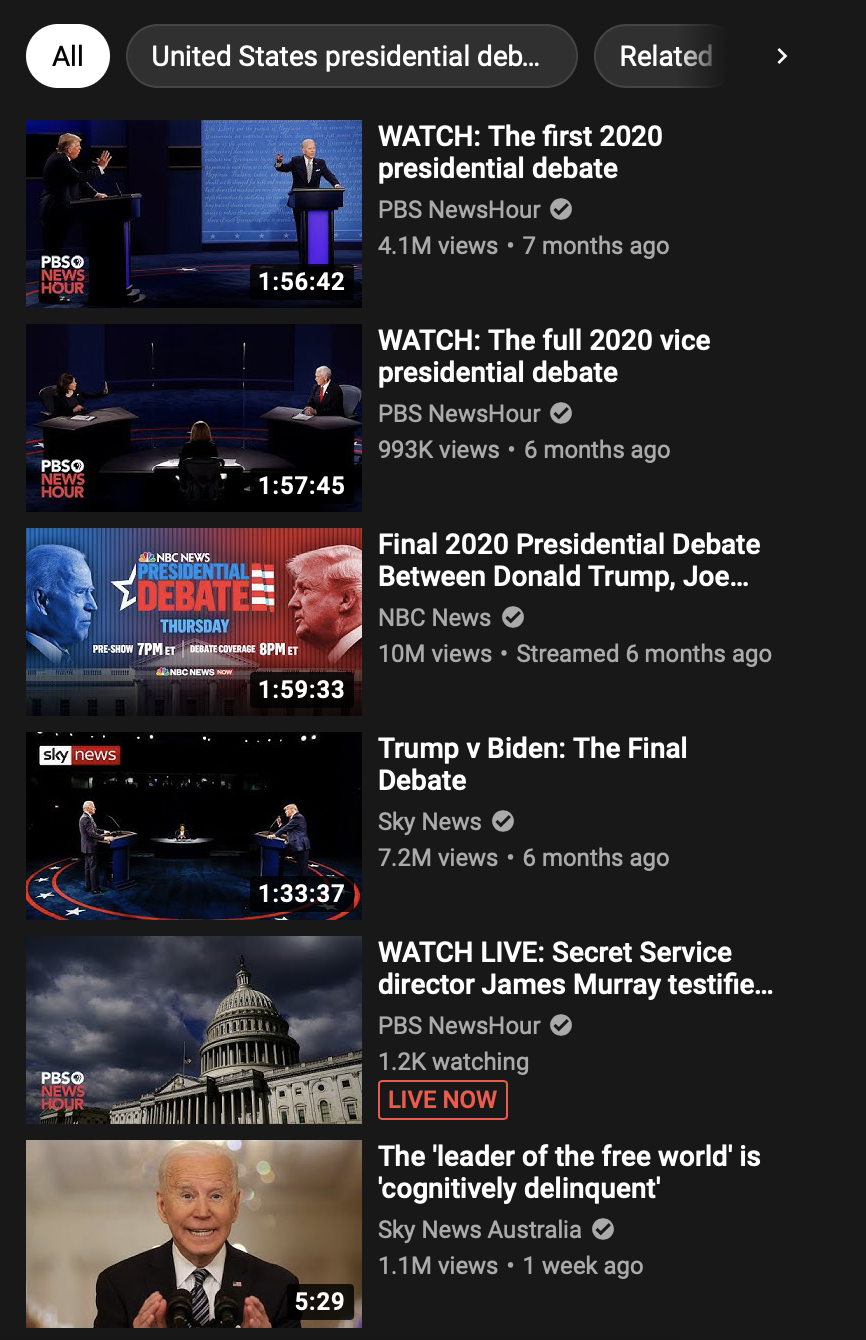 All
United States presidential deb...
Related
WATCH: The first 2020
presidential debate
PBS NewsHour
4.1M views • 7 months ago
PBS
NEWS
HOUR
1:56:42
WATCH: The full 2020 vice
presidential debate
PBS NewsHour
993K views • 6 months ago
PBS
NEWS
HOUR
1:57:45
Final 2020 Presidential Debate
Between Donald Trump, Joe...
NBC News
10M views • Streamed 6 months ago
NBC NEWS
PRESIDENTIAL
DEBATE
THURSDAY
PRE-SHOW 7PM ET | DEBATE COVERAGE 8PM ET
NBC NEWS NOW
1:59:33
Trump v Biden: The Final
Debate
Sky News
7.2M views • 6 months ago
sky news
1:33:37
WATCH LIVE: Secret Service
director James Murray testifie...
PBS NewsHour
1.2K watching
LIVE NOW
PBS
NEWS
HOUR
The 'leader of the free world' is
'cognitively delinquent'
Sky News Australia
1.1M views • 1 week ago
5:29